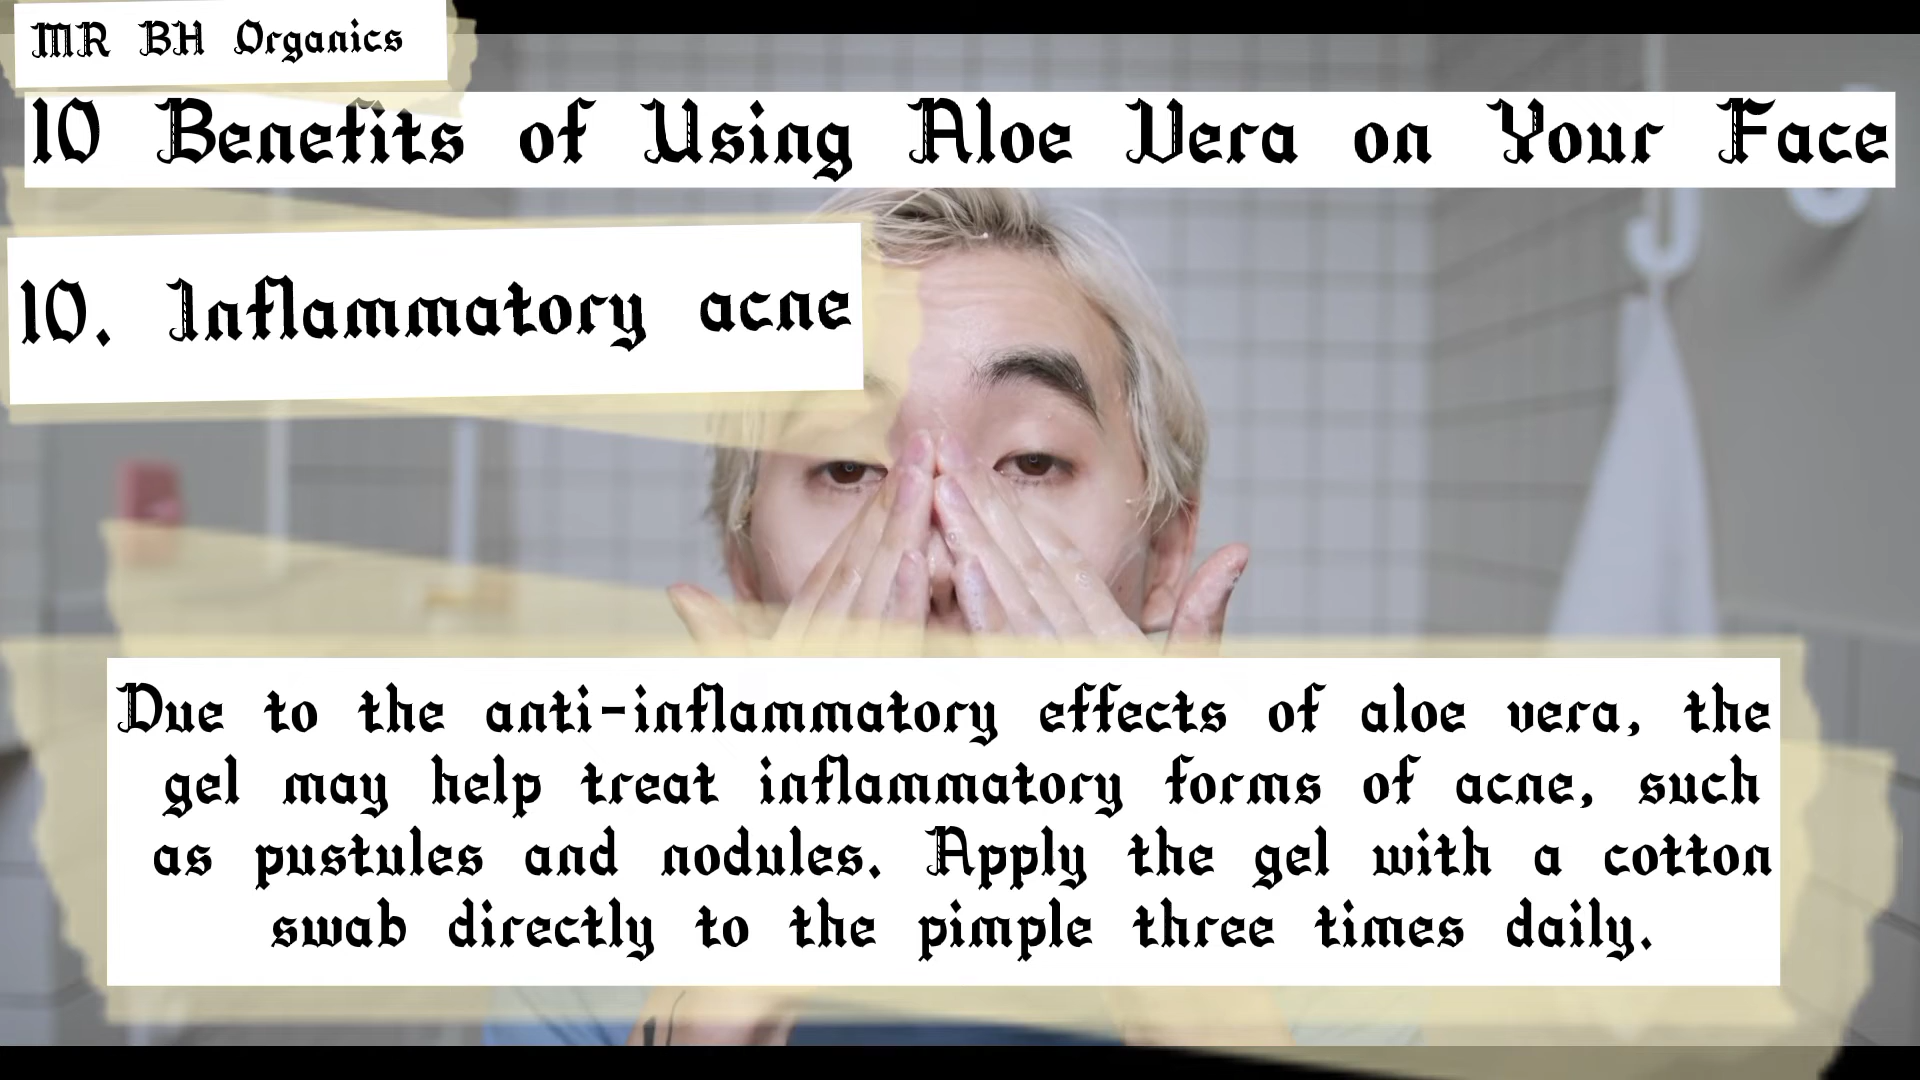 MR BH Organics
10 Benefits of Using Aloe Vera on Your Face
10. Inflammatory acne
Due to the anti-inflammatory effects of aloe vera, the
gel may help treat inflammatory forms of acne, such
as pustules and nodules. Apply the gel with a cotton
swab directly to the pimple three times daily.